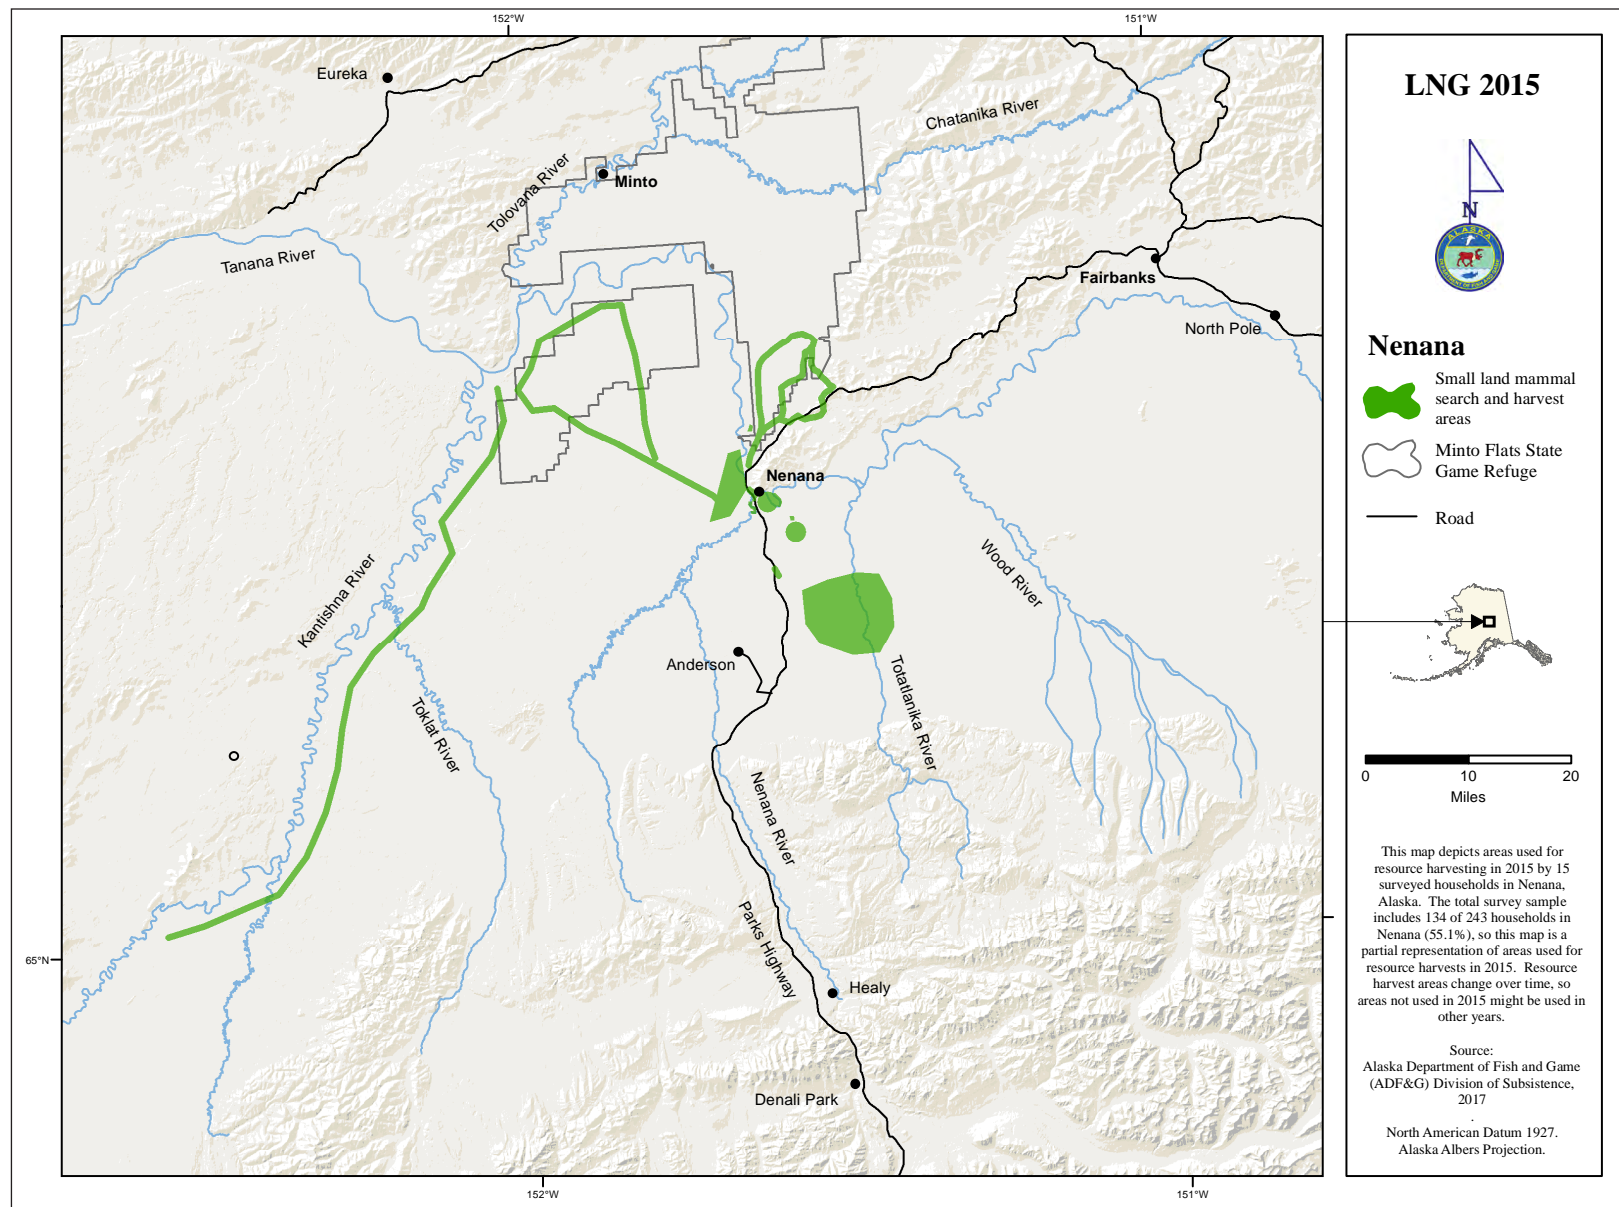 152°W
151°W
Eureka
Chatanika River
Tolovana River
Minto
Tanana River
Fairbanks
North Pole
Nenana
Wood River
Kantishna River
Anderson
Totatlanika River
Toklat River
Nenana River
Parks Highway
65°N
Healy
Denali Park
152°W
151°W
LNG 2015
N
ALASKA
Nenana
Small land mammal
search and harvest
areas
Minto Flats State
Game Refuge
Road
0
10
20
Miles
This map depicts areas used for
resource harvesting in 2015 by 15
surveyed households in Nenana,
Alaska. The total survey sample
includes 134 of 243 households in
Nenana (55.1%), so this map is a
partial representation of areas used for
resource harvests in 2015. Resource
harvest areas change over time, so
areas not used in 2015 might be used in
other years.
Source:
Alaska Department of Fish and Game
(ADF&G) Division of Subsistence,
2017
.
North American Datum 1927.
Alaska Albers Projection.